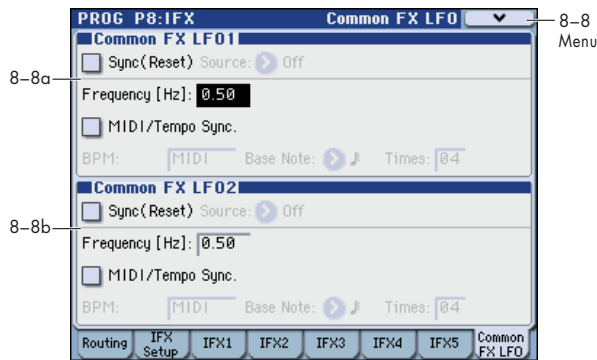 PROG P8:IFX Common FX LFO
8–8
Menu
Common FX LFO1
Sync(Reset) Source: Off
8–8a
Frequency [Hz]: 0.50
MIDI/Tempo Sync.
BPM: MIDI Base Note: ♪ Times: 04
Common FX LFO2
Sync(Reset) Source: Off
8–8b
Frequency [Hz]: 0.50
MIDI/Tempo Sync.
BPM: MIDI Base Note: ♪ Times: 04
Routing IFX Setup IFX1 IFX2 IFX3 IFX4 IFX5 Common FX LFO